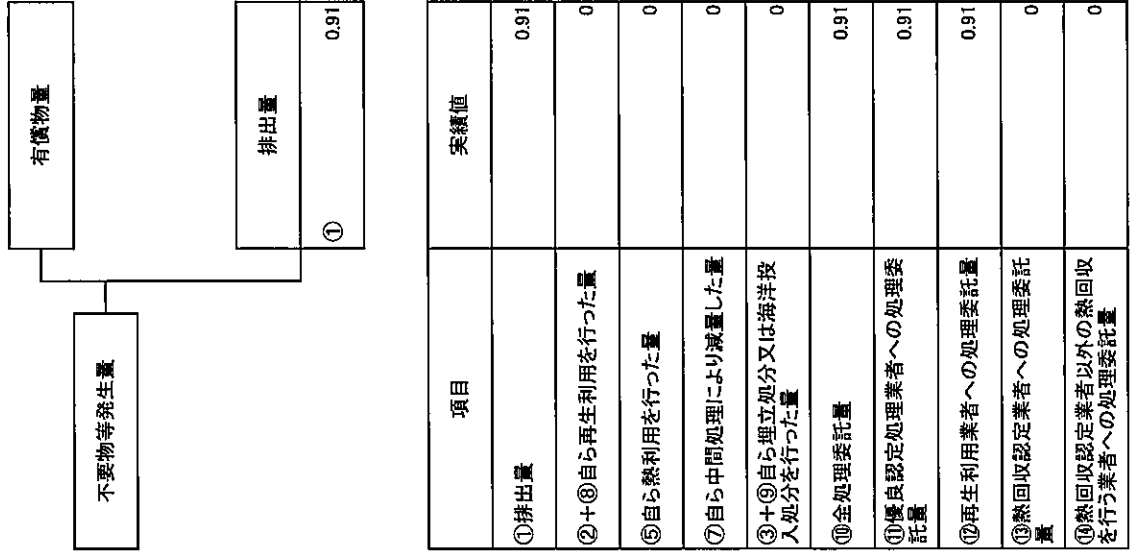 不要物等発生量
有償物量
排出量
① 0.91
項目 実績値
①排出量 0.91
②+⑧自ら再生利用を行った量 0
⑤自ら熱利用を行った量 0
⑦自ら中間処理により減量した量 0
③+⑨自ら埋立処分又は海洋投
入処分を行った量 0
⑩全処理委託量 0.91
⑪優良認定処理業者への処理委
託量 0.91
⑫再生利用業者への処理委託量 0.91
⑬熱回収認定業者への処理委託
量 0
⑭熱回収認定業者以外の熱回収
を行う業者への処理委託量 0